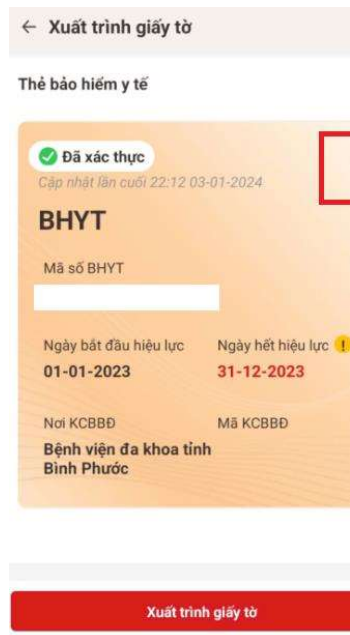 ← Xuất trình giấy tờ
Thẻ bảo hiểm y tế
Đã xác thực
Cập nhật lần cuối 22:12 03-01-2024
BHYT
Mã số BHYT
Ngày bắt đầu hiệu lực Ngày hết hiệu lực !
01-01-2023 31-12-2023
Nơi KCBBĐ Mã KCBBĐ
Bệnh viện đa khoa tỉnh
Bình Phước
Xuất trình giấy tờ